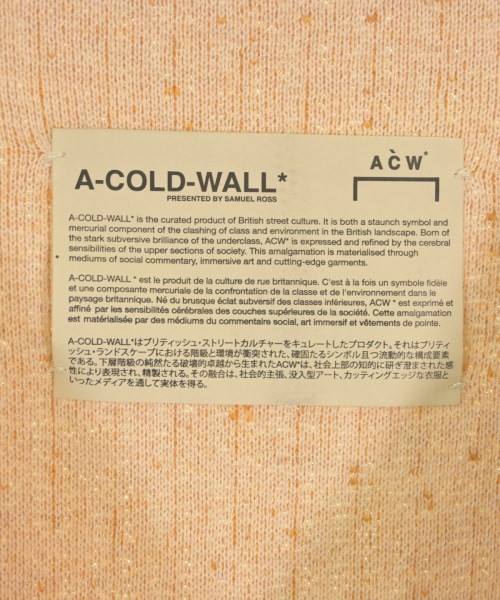 A-COLD-WALL*
PRESENTED BY SAMUEL ROSS
ACW*
A-COLD-WALL* is the curated product of British street culture. It is both a staunch symbol and
mercurial component of the clashing of class and environment in the British landscape. Born of
the stark subversive brilliance of the underclass, ACW* is expressed and refined by the cerebral
sensibilities of the upper sections of society. This amalgamation is materialised through
mediums of social commentary, immersive art and cutting-edge garments.
A-COLD-WALL * est le produit de la culture de rue britannique. C'est à la fois un symbole fidèle
et une composante mercuriale de la confrontation de la classe et de l'environnement dans le
paysage britannique. Né du brusque éclat subversif des classes inférieures, ACW * est exprimé et
affiné par les sensibilités cérébrales des couches supérieures de la société. Cette amalgamation
est matérialisée par des médiums du commentaire social, art immersif et vêtements de pointe.
A-COLD-WALL*はブリティッシュ・ストリートカルチャーをキュレートしたプロダクト。それはブリティ
ッシュ・ランドスケープにおける階級と環境が衝突された、確固たるシンボル且つ流動的な構成要素
である。下層階級の純然たる破壊的卓越から生まれたACW*は、社会上部の知的に研ぎ澄まされた感
性により表現され、精製される。その融合は、社会的主張、没入型アート、カッティングエッジな衣服と
いったメディアを通して実体を得る。